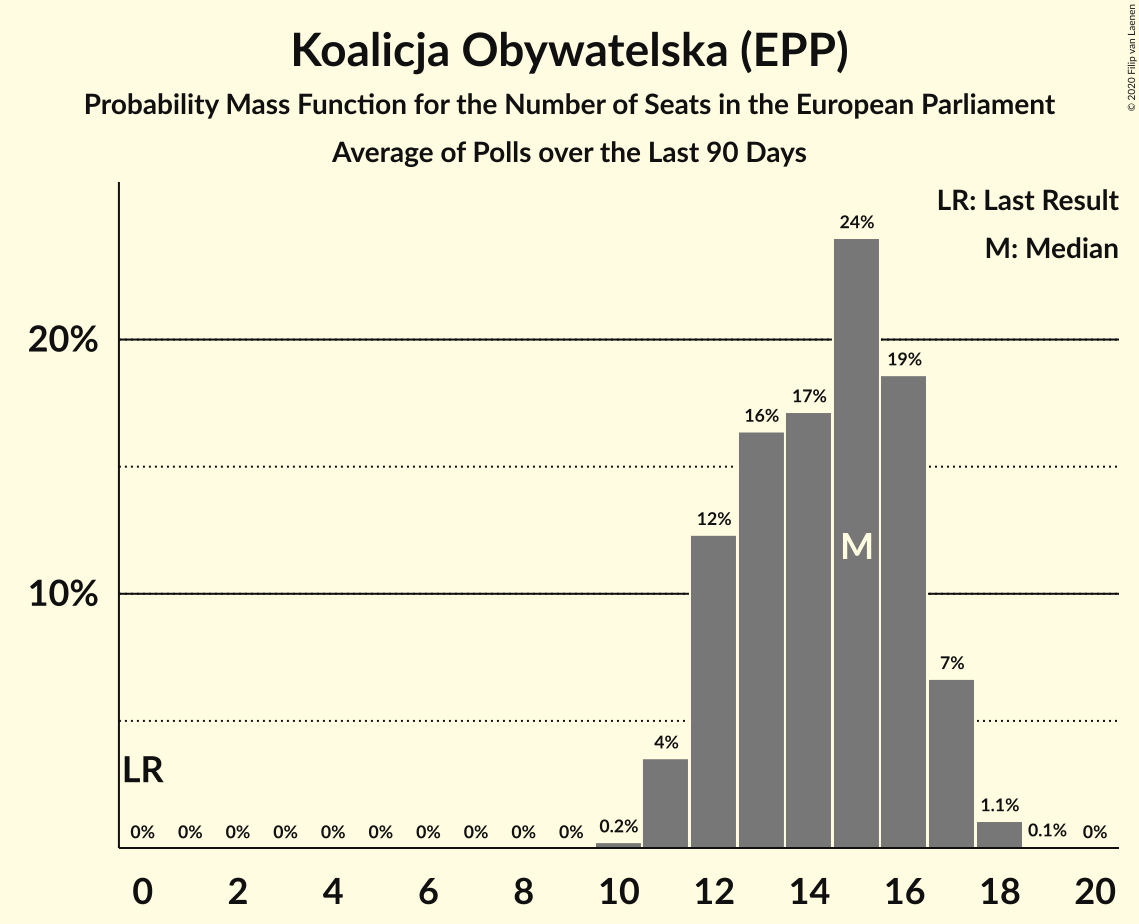 Koalicja Obywatelska (EPP)
Probability Mass Function for the Number of Seats in the European Parliament
Average of Polls over the Last 90 Days
© 2020 Filip van Laenen
LR: Last Result
M: Median
24%
20%
19%
17%
16%
12%
M
10%
7%
4%
LR
1.1%
0% 0% 0% 0% 0% 0% 0% 0% 0% 0% 0.2% 0.1% 0%
0 2 4 6 8 10 12 14 16 18 20